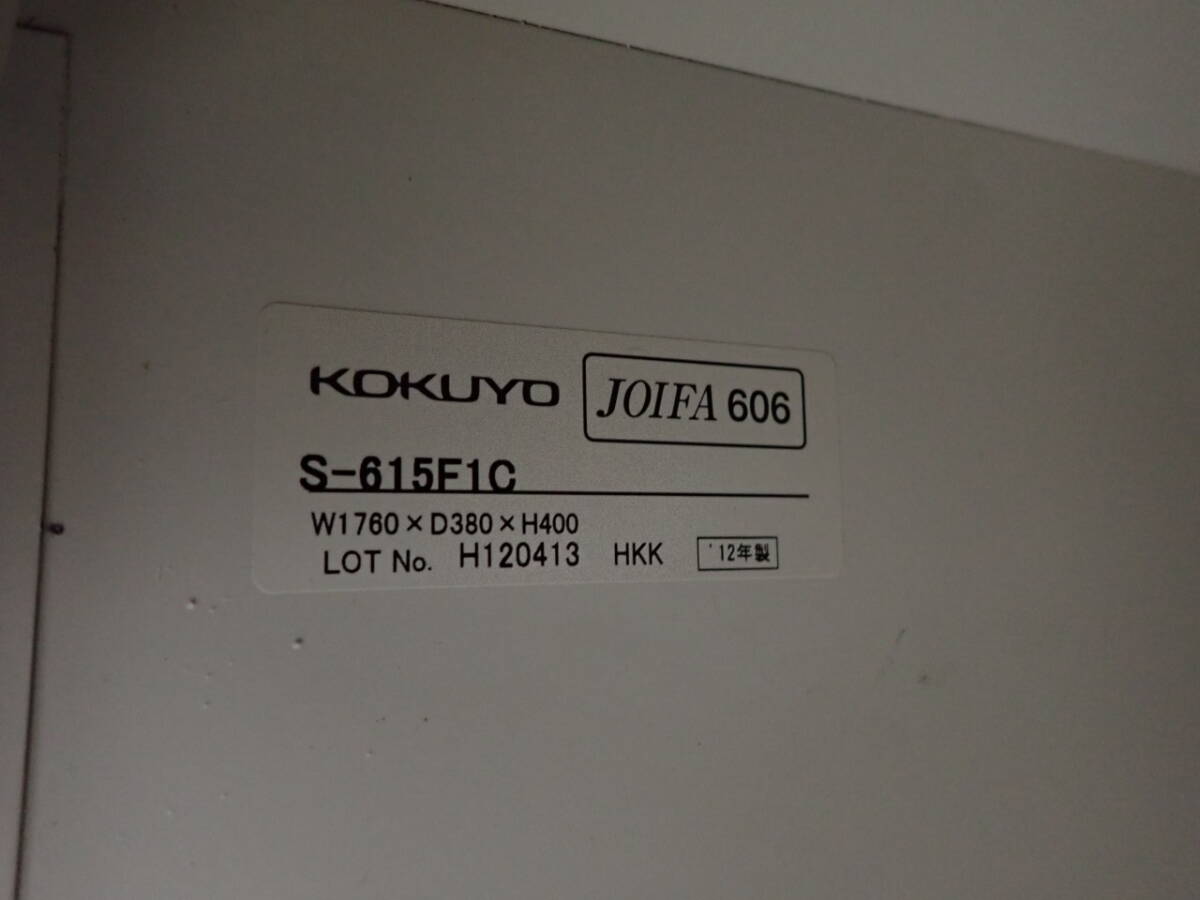 KOKUYO JOIFA 606
S-615F1C
W1760×D380×H400
LOT No. H120413 HKK '12年製